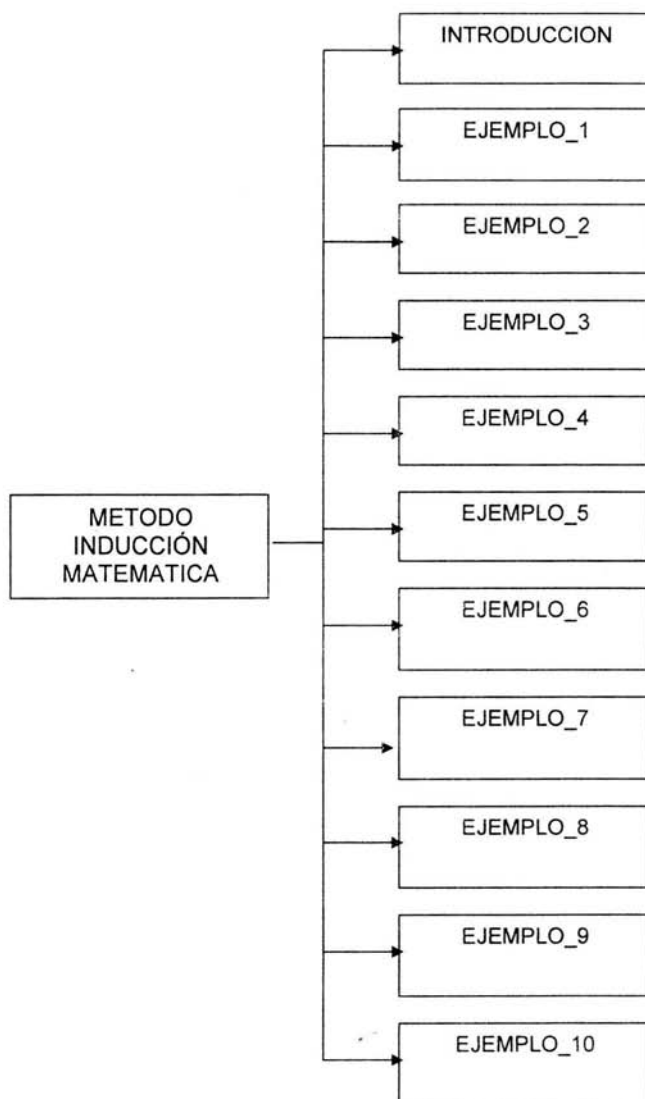 INTRODUCCION
EJEMPLO_1
EJEMPLO_2
EJEMPLO_3
EJEMPLO_4
METODO
INDUCCIÓN
MATEMATICA
EJEMPLO_5
EJEMPLO_6
EJEMPLO_7
EJEMPLO_8
EJEMPLO_9
EJEMPLO_10